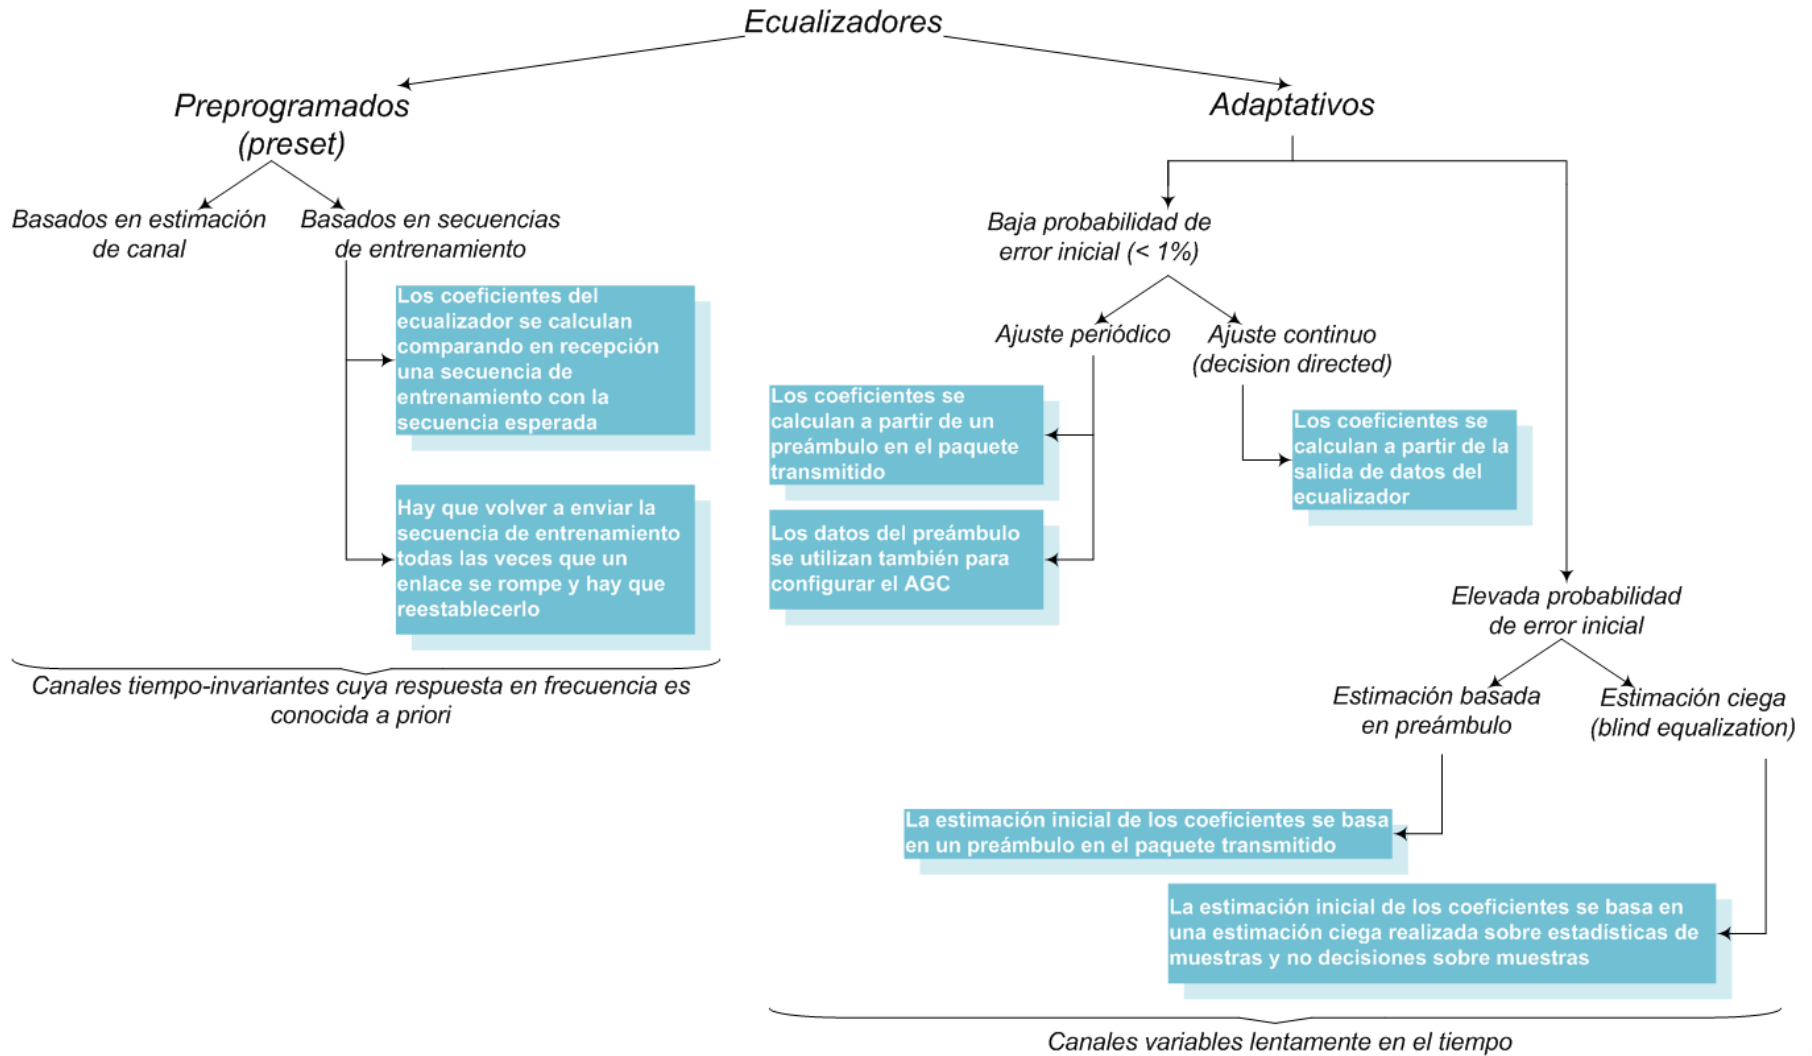 Ecualizadores
Preprogramados
(preset)
Basados en estimación
de canal
Basados en secuencias
de entrenamiento
Los coeficientes del
ecualizador se calculan
comparando en recepción
una secuencia de
entrenamiento con la
secuencia esperada
Hay que volver a enviar la
secuencia de entrenamiento
todas las veces que un
enlace se rompe y hay que
reestablecerlo
Canales tiempo-invariantes cuya respuesta en frecuencia es
conocida a priori
Adaptativos
Baja probabilidad de
error inicial (< 1%)
Ajuste periódico
Los coeficientes se
calculan a partir de un
preámbulo en el paquete
transmitido
Los datos del preámbulo
se utilizan también para
configurar el AGC
Ajuste continuo
(decision directed)
Los coeficientes se
calculan a partir de la
salida de datos del
ecualizador
Elevada probabilidad
de error inicial
Estimación basada
en preámbulo
La estimación inicial de los coeficientes se basa
en un preámbulo en el paquete transmitido
Estimación ciega
(blind equalization)
La estimación inicial de los coeficientes se basa en
una estimación ciega realizada sobre estadísticas de
muestras y no decisiones sobre muestras
Canales variables lentamente en el tiempo